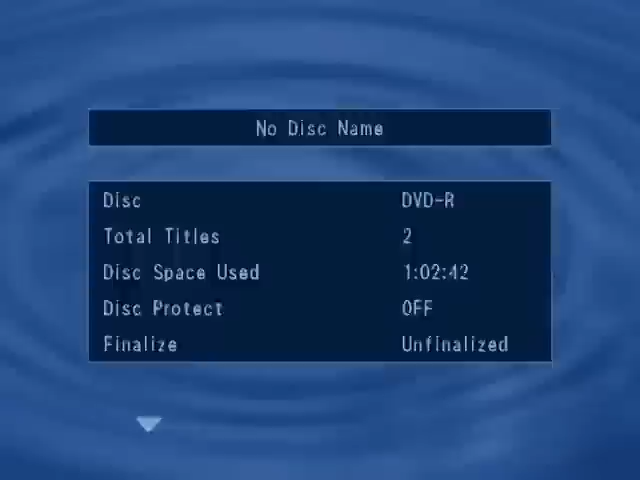 No Disc Name
Disc DVD-R
Total Titles 2
Disc Space Used 1:02:42
Disc Protect OFF
Finalize Unfinalized